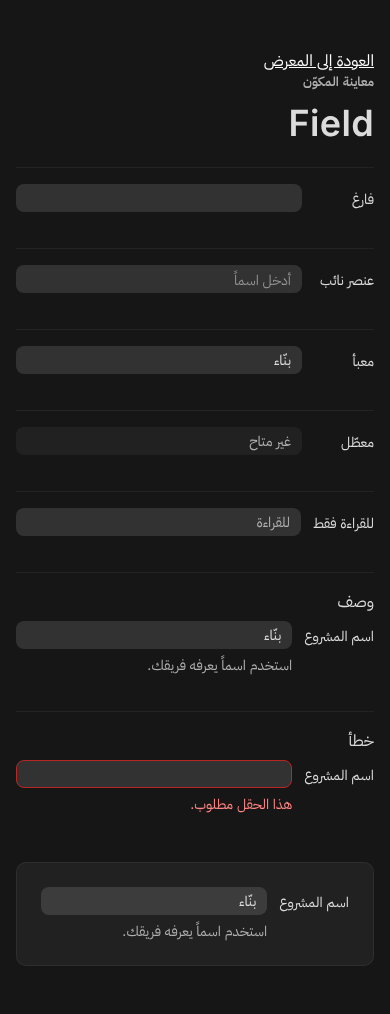 العودة إلى المعرض
معاينة المكوّن
Field
فارغ
عنصر نائب
أدخل اسماً
معبأ
بنّاء
معطّل
غير متاح
للقراءة فقط
للقراءة
وصف
اسم المشروع
بنّاء
استخدم اسماً يعرفه فريقك.
خطأ
اسم المشروع
هذا الحقل مطلوب.
اسم المشروع
بنّاء
استخدم اسماً يعرفه فريقك.